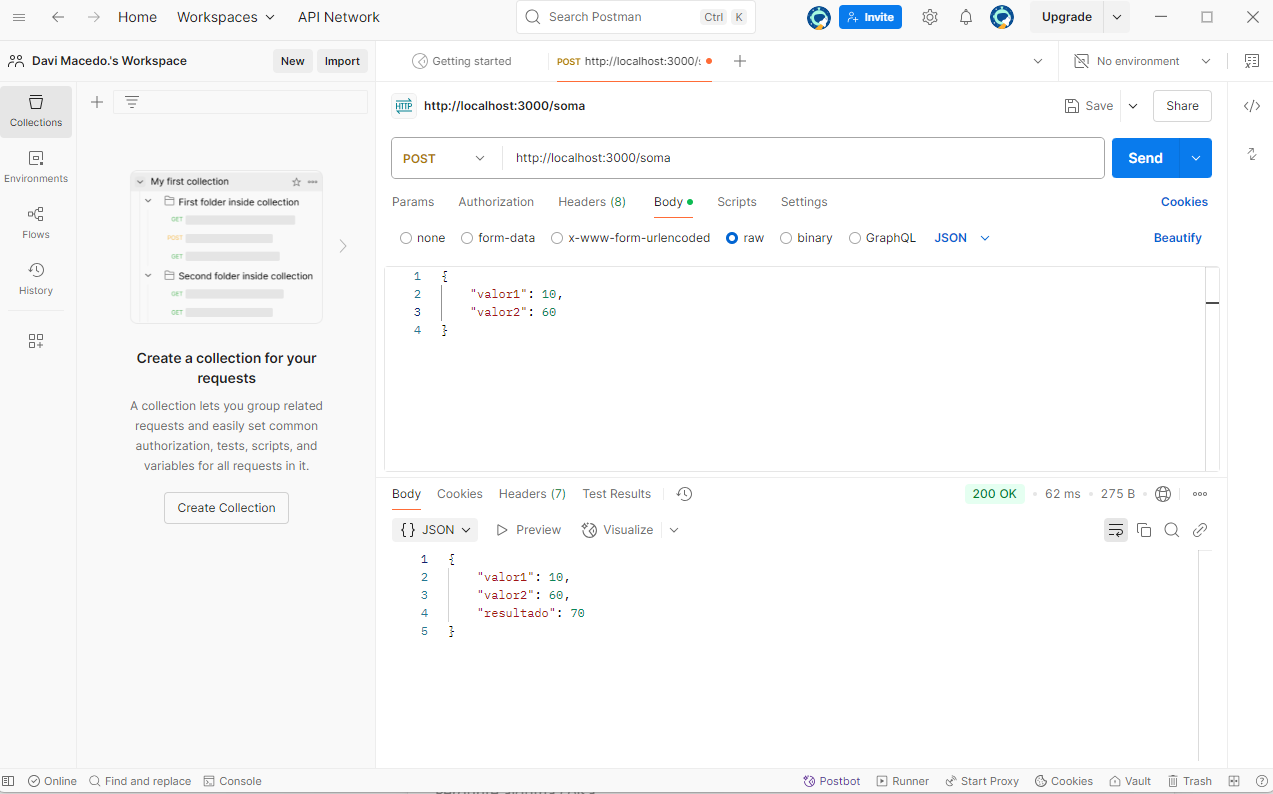 Home Workspaces API Network Search Postman Ctrl K Invite Upgrade
Davi Macedo.'s Workspace New Import Getting started POST http://localhost:3000/s No environment
Collections
Environments
Flows
History
My first collection
First folder inside collection
GET
POST
GET
Second folder inside collection
GET
GET
Create a collection for your
requests
A collection lets you group related
requests and easily set common
authorization, tests, scripts, and
variables for all requests in it.
Create Collection
HTTP http://localhost:3000/soma Save Share
POST http://localhost:3000/soma Send
Params Authorization Headers (8) Body Scripts Settings Cookies
none form-data x-www-form-urlencoded raw binary GraphQL JSON Beautify
1 {
2 "valor1": 10,
3 "valor2": 60
4 }
Body Cookies Headers (7) Test Results 200 OK 62 ms 275 B
{} JSON Preview Visualize
1 {
2 "valor1": 10,
3 "valor2": 60,
4 "resultado": 70
5 }
Online Find and replace Console Postbot Runner Start Proxy Cookies Vault Trash